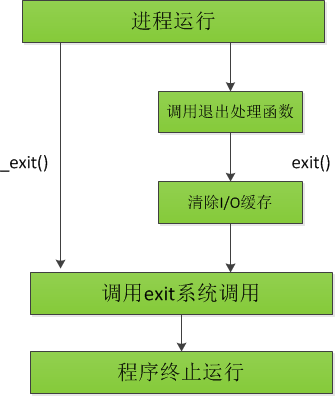 进程运行
调用退出处理函数
_exit()
exit()
清除I/O缓存
调用exit系统调用
程序终止运行